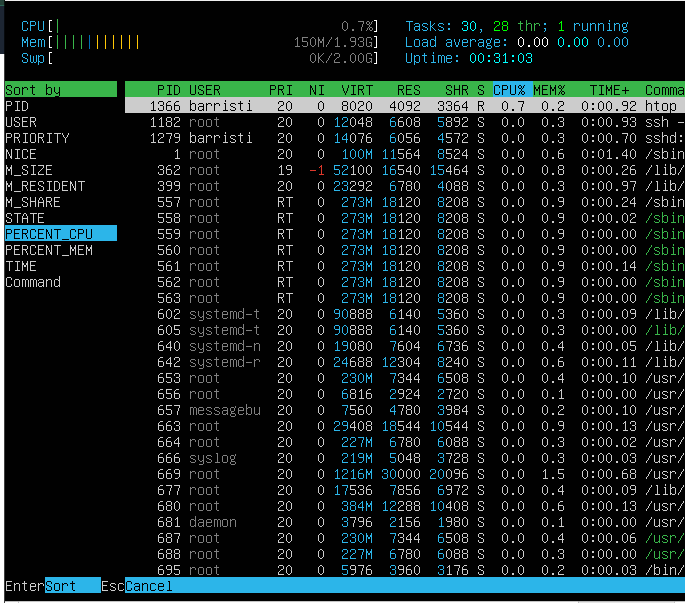 CPU[| 0.7%] Tasks: 30, 28 thr; 1 running
Mem[||||||||||| 150M/1.93G] Load average: 0.00 0.00 0.00
Swp[ 0K/2.00G] Uptime: 00:31:03
Sort by PID USER PRI NI VIRT RES SHR S CPU% MEM% TIME+ Comma
PID 1366 barristi 20 0 8020 4092 3364 R 0.7 0.2 0:00.92 htop
USER 1182 root 20 0 12048 6608 5892 S 0.0 0.3 0:00.93 ssh -
PRIORITY 1279 barristi 20 0 14076 6056 4572 S 0.0 0.3 0:00.70 sshd:
NICE 1 root 20 0 100M 11564 8524 S 0.0 0.6 0:01.40 /sbin
M_SIZE 362 root 19 -1 52100 16540 15464 S 0.0 0.8 0:00.26 /lib/
M_RESIDENT 399 root 20 0 23292 6780 4088 S 0.0 0.3 0:00.97 /lib/
M_SHARE 557 root RT 0 273M 18120 8208 S 0.0 0.9 0:00.24 /sbin
STATE 558 root RT 0 273M 18120 8208 S 0.0 0.9 0:00.02 /sbin
PERCENT_CPU 559 root RT 0 273M 18120 8208 S 0.0 0.9 0:00.00 /sbin
PERCENT_MEM 560 root RT 0 273M 18120 8208 S 0.0 0.9 0:00.00 /sbin
TIME 561 root RT 0 273M 18120 8208 S 0.0 0.9 0:00.14 /sbin
Command 562 root RT 0 273M 18120 8208 S 0.0 0.9 0:00.00 /sbin
563 root RT 0 273M 18120 8208 S 0.0 0.9 0:00.00 /sbin
602 systemd-t 20 0 90888 6140 5360 S 0.0 0.3 0:00.09 /lib/
605 systemd-t 20 0 90888 6140 5360 S 0.0 0.3 0:00.00 /lib/
640 systemd-n 20 0 19080 7604 6736 S 0.0 0.4 0:00.05 /lib/
642 systemd-r 20 0 24688 12304 8240 S 0.0 0.6 0:00.11 /lib/
653 root 20 0 230M 7344 6508 S 0.0 0.4 0:00.10 /usr/
656 root 20 0 6816 2924 2720 S 0.0 0.1 0:00.00 /usr/
657 messagebu 20 0 7560 4780 3984 S 0.0 0.2 0:00.10 /usr/
663 root 20 0 29408 18544 10544 S 0.0 0.9 0:00.13 /usr/
664 root 20 0 227M 6780 6088 S 0.0 0.3 0:00.02 /usr/
666 syslog 20 0 219M 5048 3728 S 0.0 0.3 0:00.03 /usr/
669 root 20 0 1216M 30000 20096 S 0.0 1.5 0:00.68 /usr/
677 root 20 0 17536 7856 6972 S 0.0 0.4 0:00.09 /lib/
680 root 20 0 384M 12288 10408 S 0.0 0.6 0:00.13 /usr/
681 daemon 20 0 3796 2156 1980 S 0.0 0.1 0:00.00 /usr/
687 root 20 0 230M 7344 6508 S 0.0 0.4 0:00.06 /usr/
688 root 20 0 227M 6780 6088 S 0.0 0.3 0:00.00 /usr/
695 root 20 0 5976 3960 3176 S 0.0 0.2 0:00.03 /bin/
EnterSort EscCancel